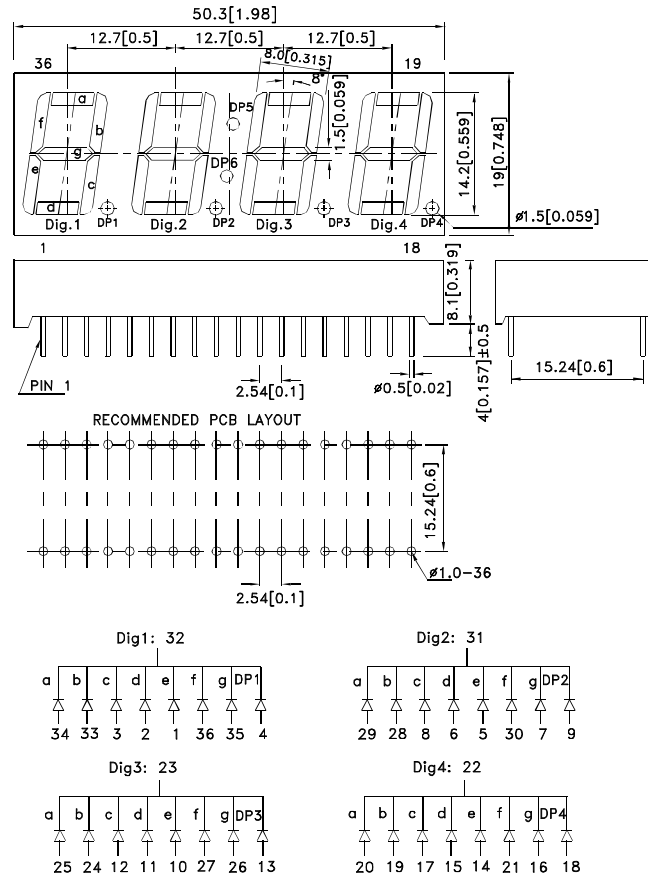 50.3[1.98]
12.7[0.5] 12.7[0.5] 12.7[0.5]
8.0[0.315]
36 19
8°
1.5[0.059]
a
f b
g
e c
d
DP5
DP6
14.2[0.559]
19[0.748]
Dig.1 DP1 Dig.2 DP2 Dig.3 DP3 Dig.4 DP4
ø1.5[0.059]
1 18
8.1[0.319]
4[0.157]±0.5
PIN 1
2.54[0.1]
ø0.5[0.02]
15.24[0.6]
RECOMMENDED PCB LAYOUT
15.24[0.6]
2.54[0.1]
ø1.0-36
Dig1: 32
a b c d e f g DP1
34 33 3 2 1 36 35 4
Dig2: 31
a b c d e f g DP2
29 28 8 6 5 30 7 9
Dig3: 23
a b c d e f g DP3
25 24 12 11 10 27 26 13
Dig4: 22
a b c d e f g DP4
20 19 17 15 14 21 16 18